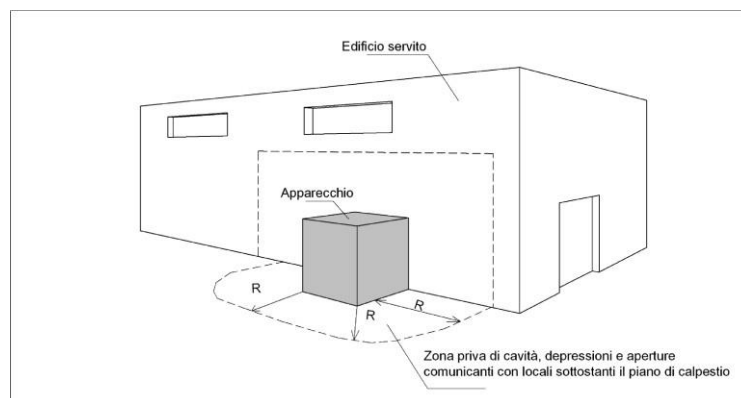 Edificio servito
Apparecchio
R
R
R
Zona priva di cavità, depressioni e aperture
comunicanti con locali sottostanti il piano di calpestio